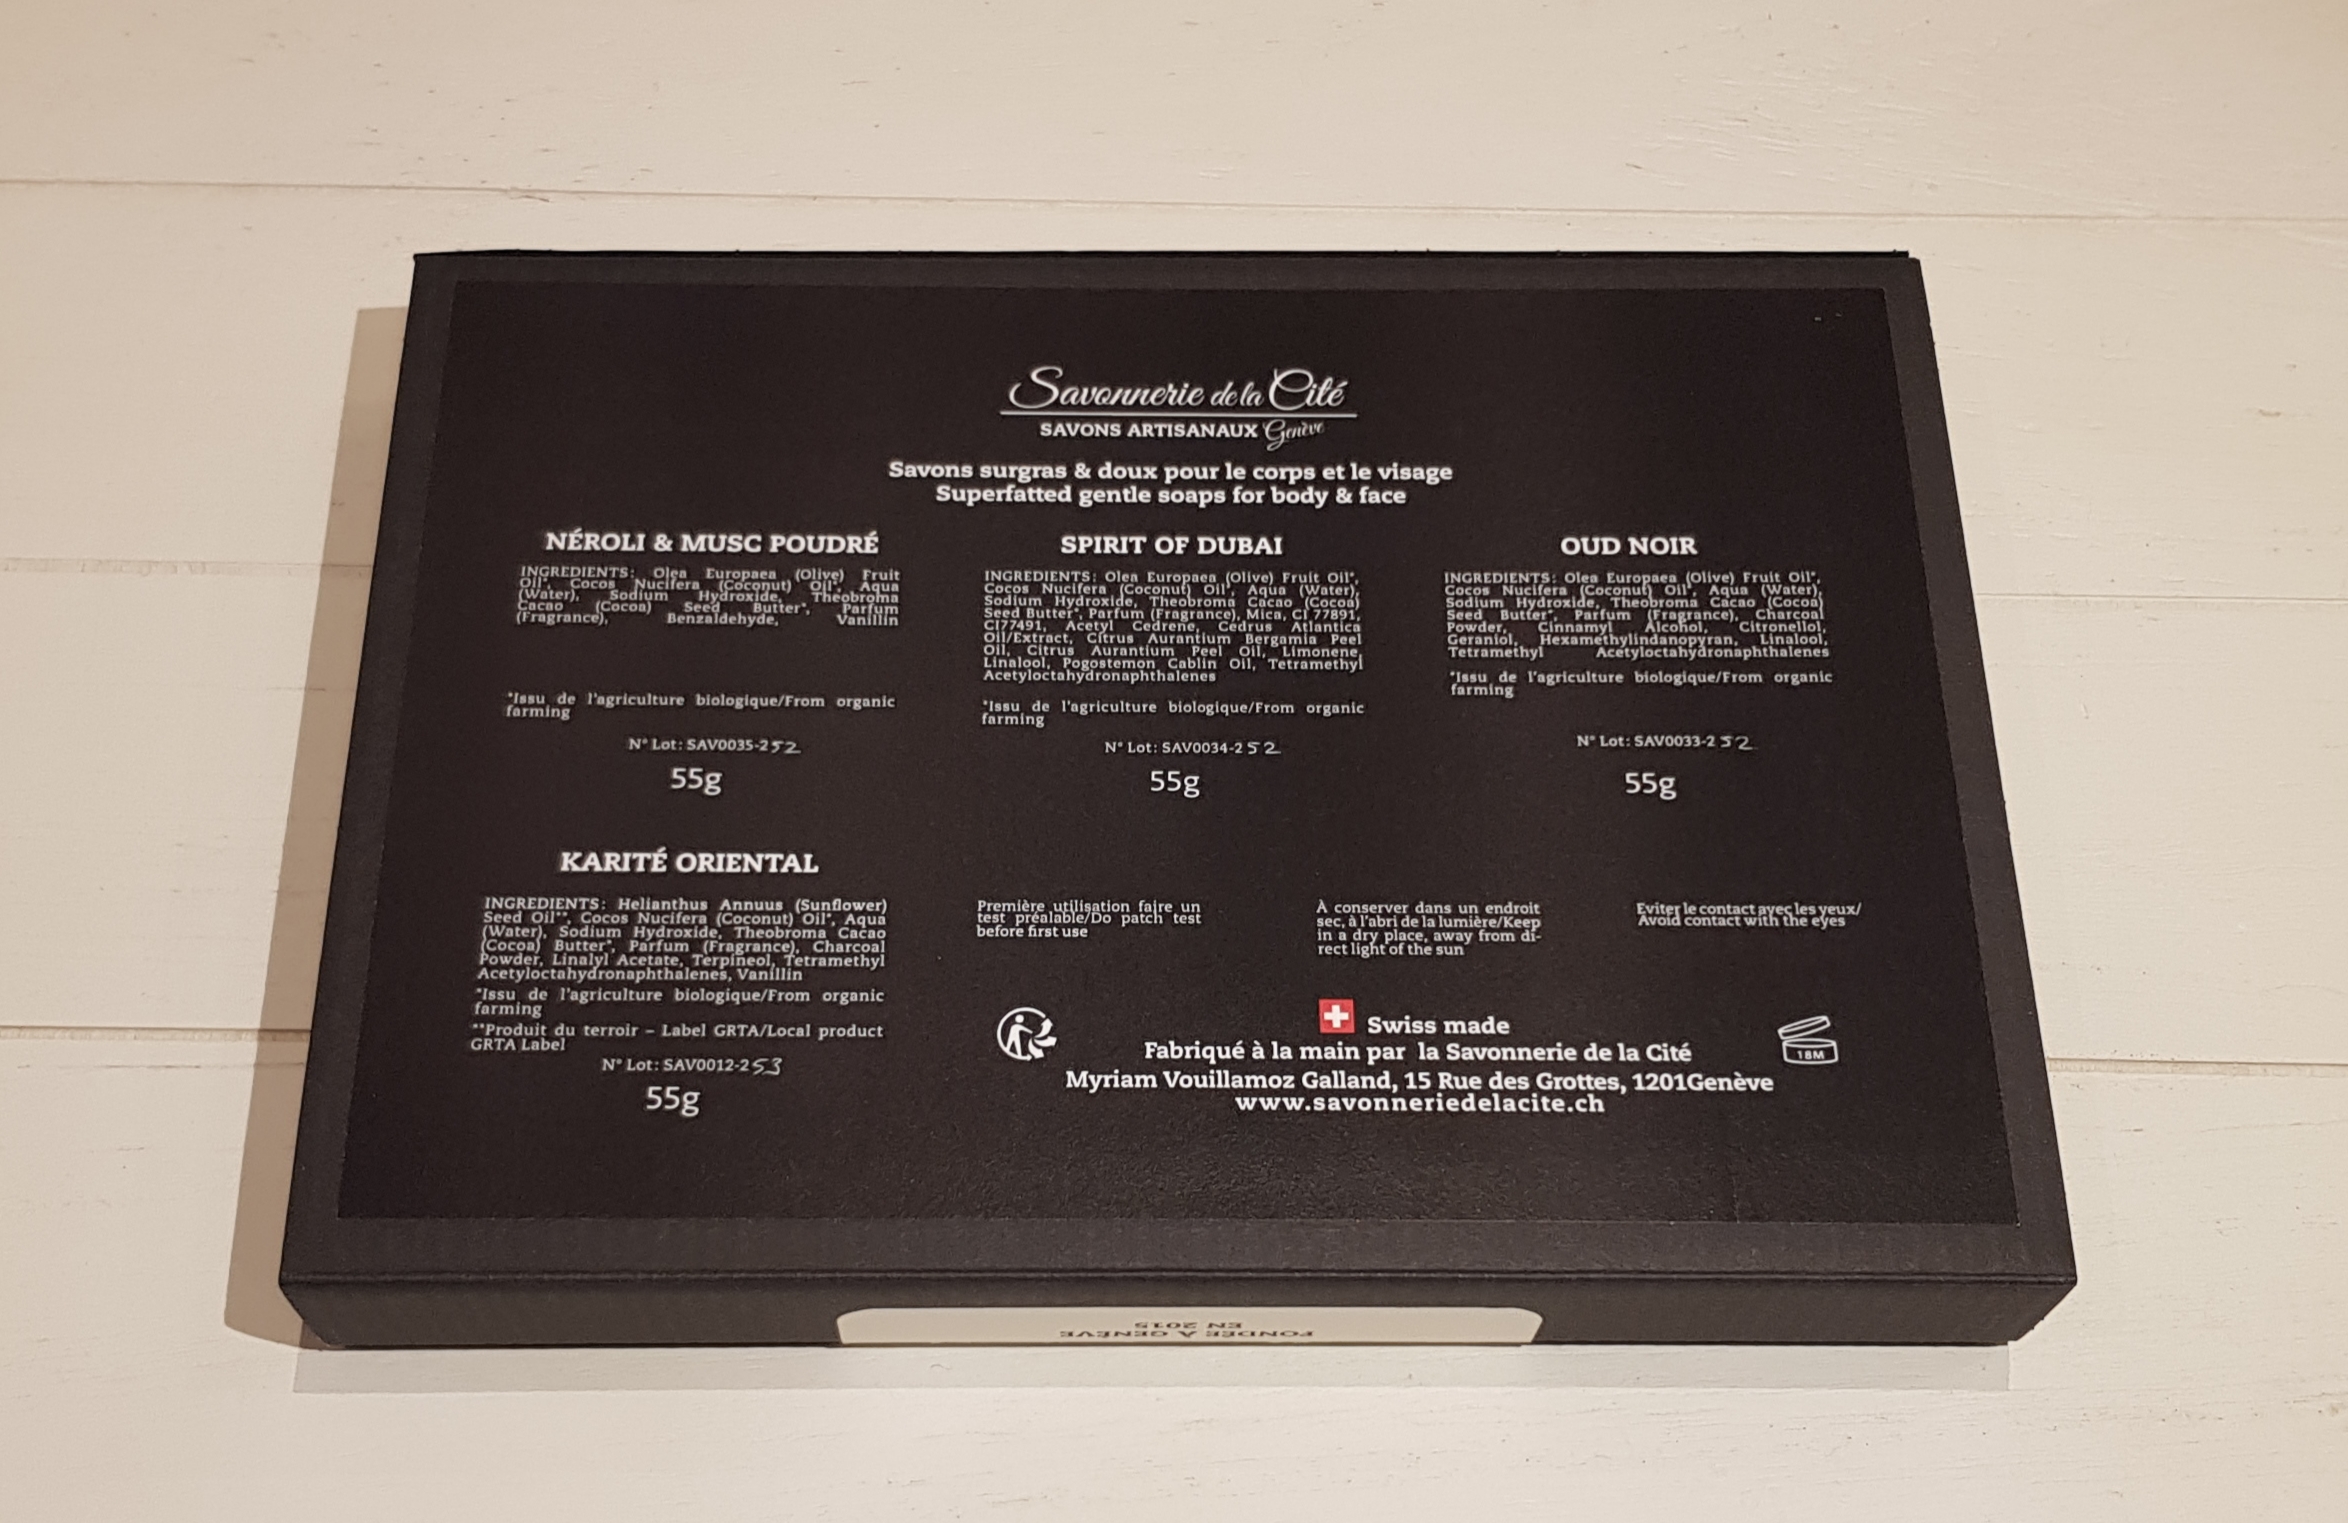 Savonnerie de la Cité
SAVONS ARTISANAUX Genève
Savons surgras & doux pour le corps et le visage
Superfatted gentle soaps for body & face
NÉROLI & MUSC POUDRÉ
INGREDIENTS: Olea Europaea (Olive) Fruit
Oil*, Cocos Nucifera (Coconut) Oil*, Aqua
(Water), Sodium Hydroxide, Theobroma
Cacao (Cocoa) Seed Butter*, Parfum
(Fragrance), Benzaldehyde, Vanillin
*Issu de l'agriculture biologique/From organic
farming
N° Lot: SAV0035-252
55g
SPIRIT OF DUBAI
INGREDIENTS: Olea Europaea (Olive) Fruit Oil*,
Cocos Nucifera (Coconut) Oil*, Aqua (Water),
Sodium Hydroxide, Theobroma Cacao (Cocoa)
Seed Butter*, Parfum (Fragrance), Mica, CI 77891,
CI77491, Acetyl Cedrene, Cedrus Atlantica
Oil/Extract, Citrus Aurantium Bergamia Peel
Oil, Citrus Aurantium Peel Oil, Limonene,
Linalool, Pogostemon Cablin Oil, Tetramethyl
Acetyloctahydronaphthalenes
*Issu de l'agriculture biologique/From organic
farming
N° Lot: SAV0034-252
55g
OUD NOIR
INGREDIENTS: Olea Europaea (Olive) Fruit Oil*,
Cocos Nucifera (Coconut) Oil*, Aqua (Water),
Sodium Hydroxide, Theobroma Cacao (Cocoa)
Seed Butter*, Parfum (Fragrance), Charcoal
Powder, Cinnamyl Alcohol, Citronellol,
Geraniol, Hexamethylindanopyran, Linalool,
Tetramethyl Acetyloctahydronaphthalenes
*Issu de l'agriculture biologique/From organic
farming
N° Lot: SAV0033-252
55g
KARITÉ ORIENTAL
INGREDIENTS: Helianthus Annuus (Sunflower)
Seed Oil**, Cocos Nucifera (Coconut) Oil*, Aqua
(Water), Sodium Hydroxide, Theobroma Cacao
(Cocoa) Butter*, Parfum (Fragrance), Charcoal
Powder, Linalyl Acetate, Terpineol, Tetramethyl
Acetyloctahydronaphthalenes, Vanillin
*Issu de l'agriculture biologique/From organic
farming
**Produit du terroir – Label GRTA/Local product
GRTA Label
N° Lot: SAV0012-253
55g
Première utilisation faire un
test préalable/Do patch test
before first use
À conserver dans un endroit
sec, à l'abri de la lumière/Keep
in a dry place, away from di-
rect light of the sun
Eviter le contact avec les yeux/
Avoid contact with the eyes
Swiss made
Fabriqué à la main par la Savonnerie de la Cité
Myriam Vouillamoz Galland, 15 Rue des Grottes, 1201Genève
www.savonneriedelacite.ch
18M
FONDÉE À GENÈVE
EN 2015